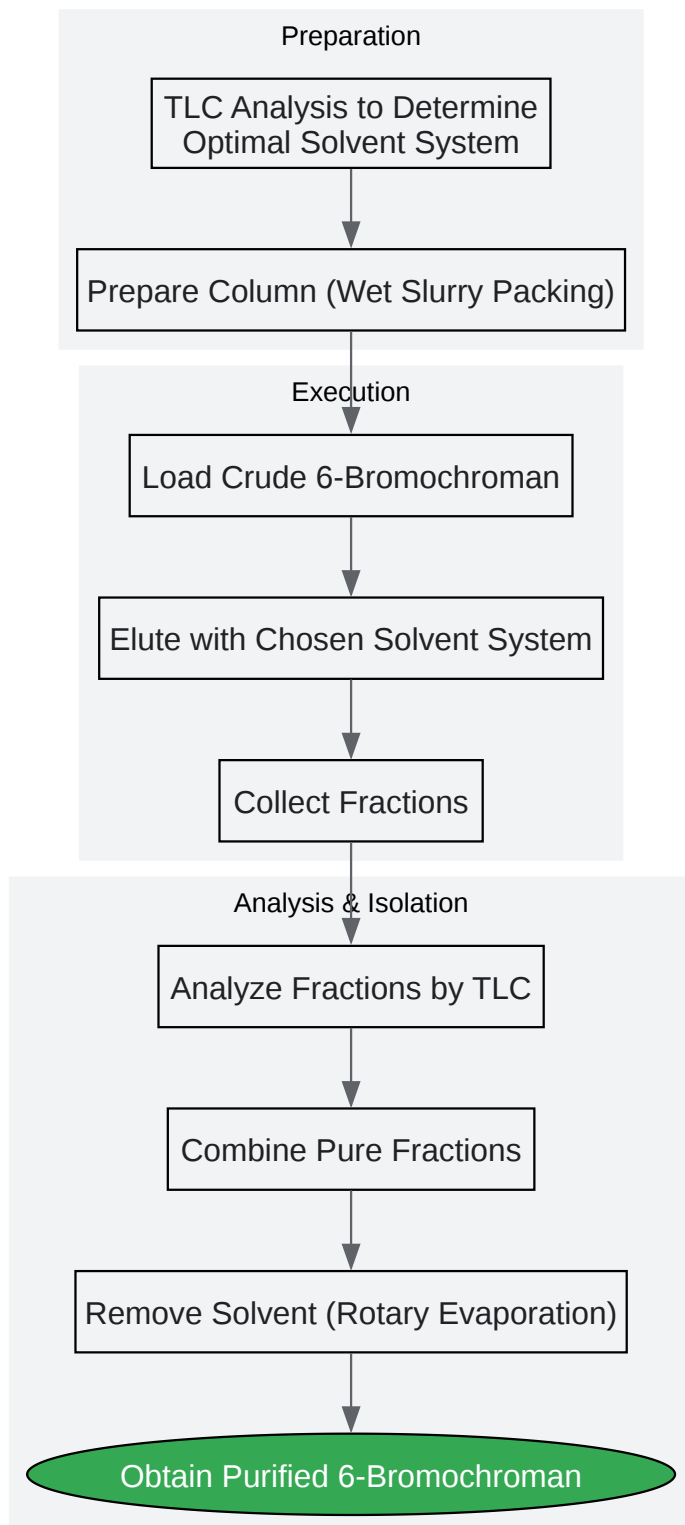 Preparation
TLC Analysis to Determine
Optimal Solvent System
Prepare Column (Wet Slurry Packing)
Execution
Load Crude 6-Bromochroman
Elute with Chosen Solvent System
Collect Fractions
Analysis & Isolation
Analyze Fractions by TLC
Combine Pure Fractions
Remove Solvent (Rotary Evaporation)
Obtain Purified 6-Bromochroman